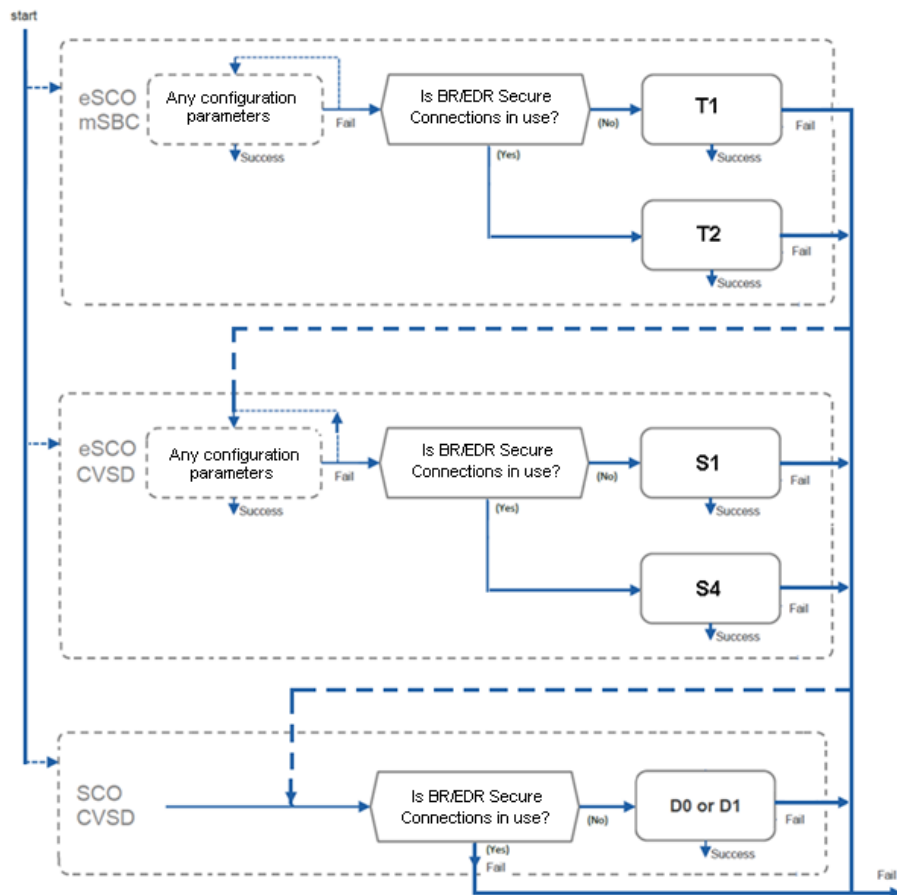 start
eSCO
mSBC
Any configuration
parameters
Fail
Success
Is BR/EDR Secure
Connections in use?
(No)
(Yes)
T1
Fail
Success
T2
Fail
Success
eSCO
CVSD
Any configuration
parameters
Fail
Success
Is BR/EDR Secure
Connections in use?
(No)
(Yes)
S1
Fail
Success
S4
Fail
Success
SCO
CVSD
Is BR/EDR Secure
Connections in use?
(No)
(Yes)
Fail
D0 or D1
Fail
Success
Fail